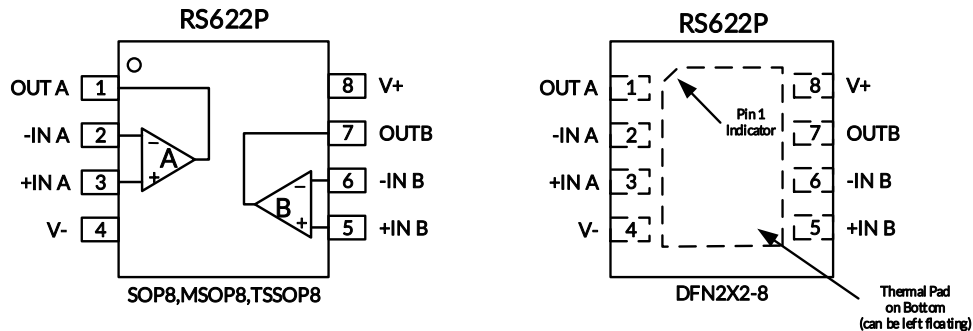 RS622P
OUT A 1
8 V+
-IN A 2
7 OUTB
+IN A 3
6 -IN B
V- 4
5 +IN B
A
B
SOP8,MSOP8,TSSOP8
RS622P
OUT A 1
8 V+
Pin 1
Indicator
-IN A 2
7 OUTB
+IN A 3
6 -IN B
V- 4
5 +IN B
DFN2X2-8
Thermal Pad
on Bottom
(can be left floating)